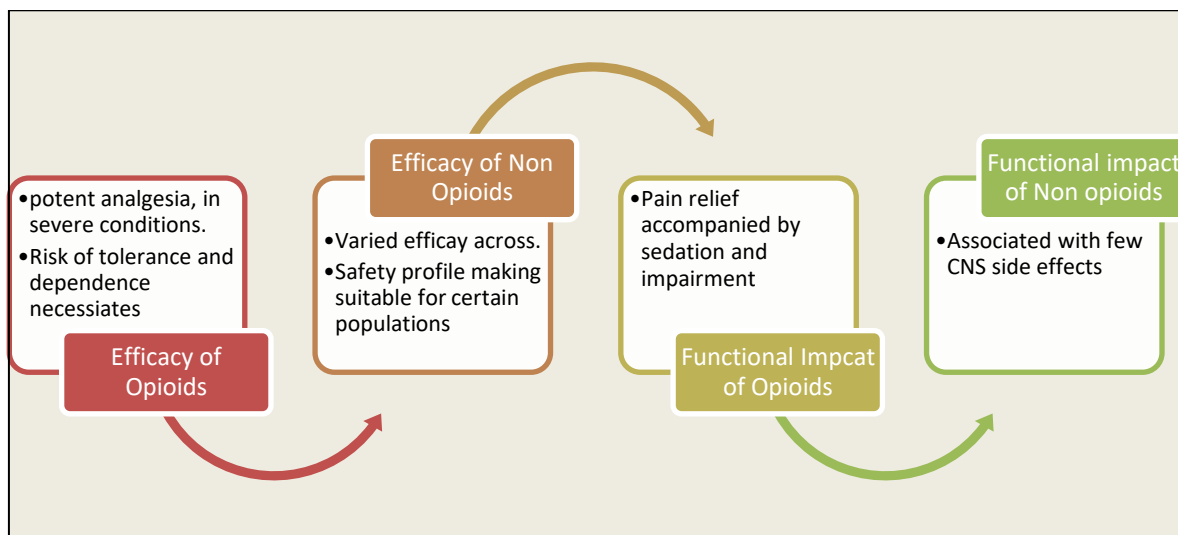 •potent analgesia, in
severe conditions.
•Risk of tolerance and
dependence
necessiates
Efficacy of
Opioids
Efficacy of Non
Opioids
•Varied efficay across.
•Safety profile making
suitable for certain
populations
•Pain relief
accompanied by
sedation and
impairment
Functional Impcat
of Opioids
Functional impact
of Non opioids
•Associated with few
CNS side effects